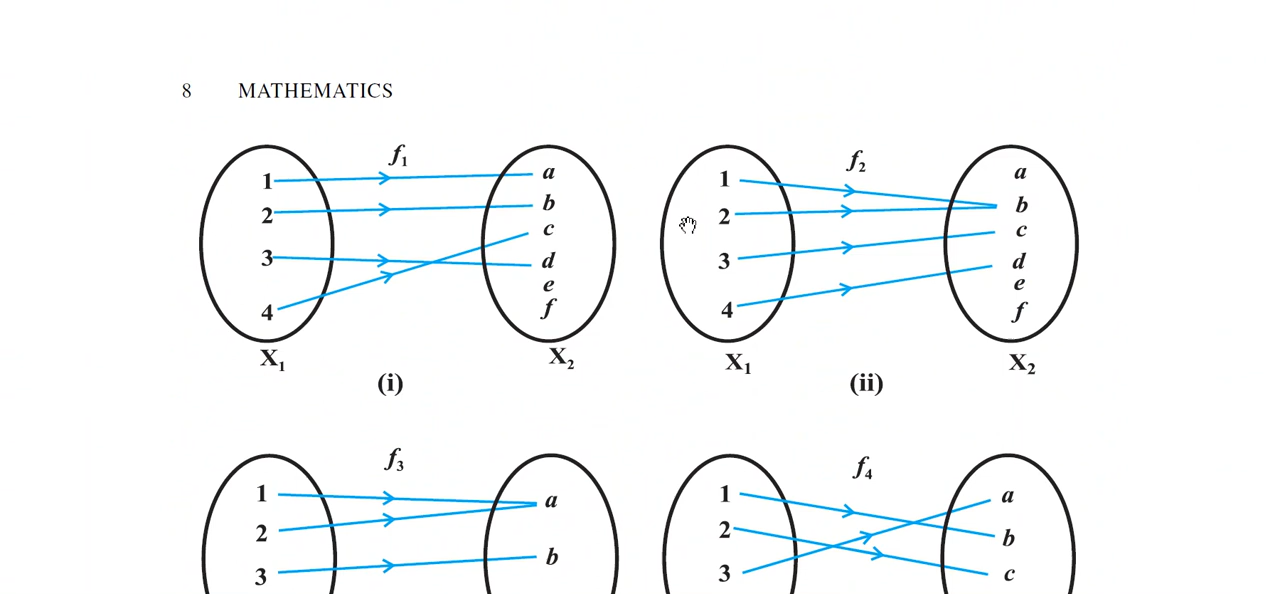 8 MATHEMATICS
f₁
1 a
2 b
c
3 d
e
4 f
X₁ X₂
(i)
f₂
1 a
2 b
c
3 d
e
4 f
X₁ X₂
(ii)
f₃
1 a
2
3 b
f₄
1 a
2 b
3 c